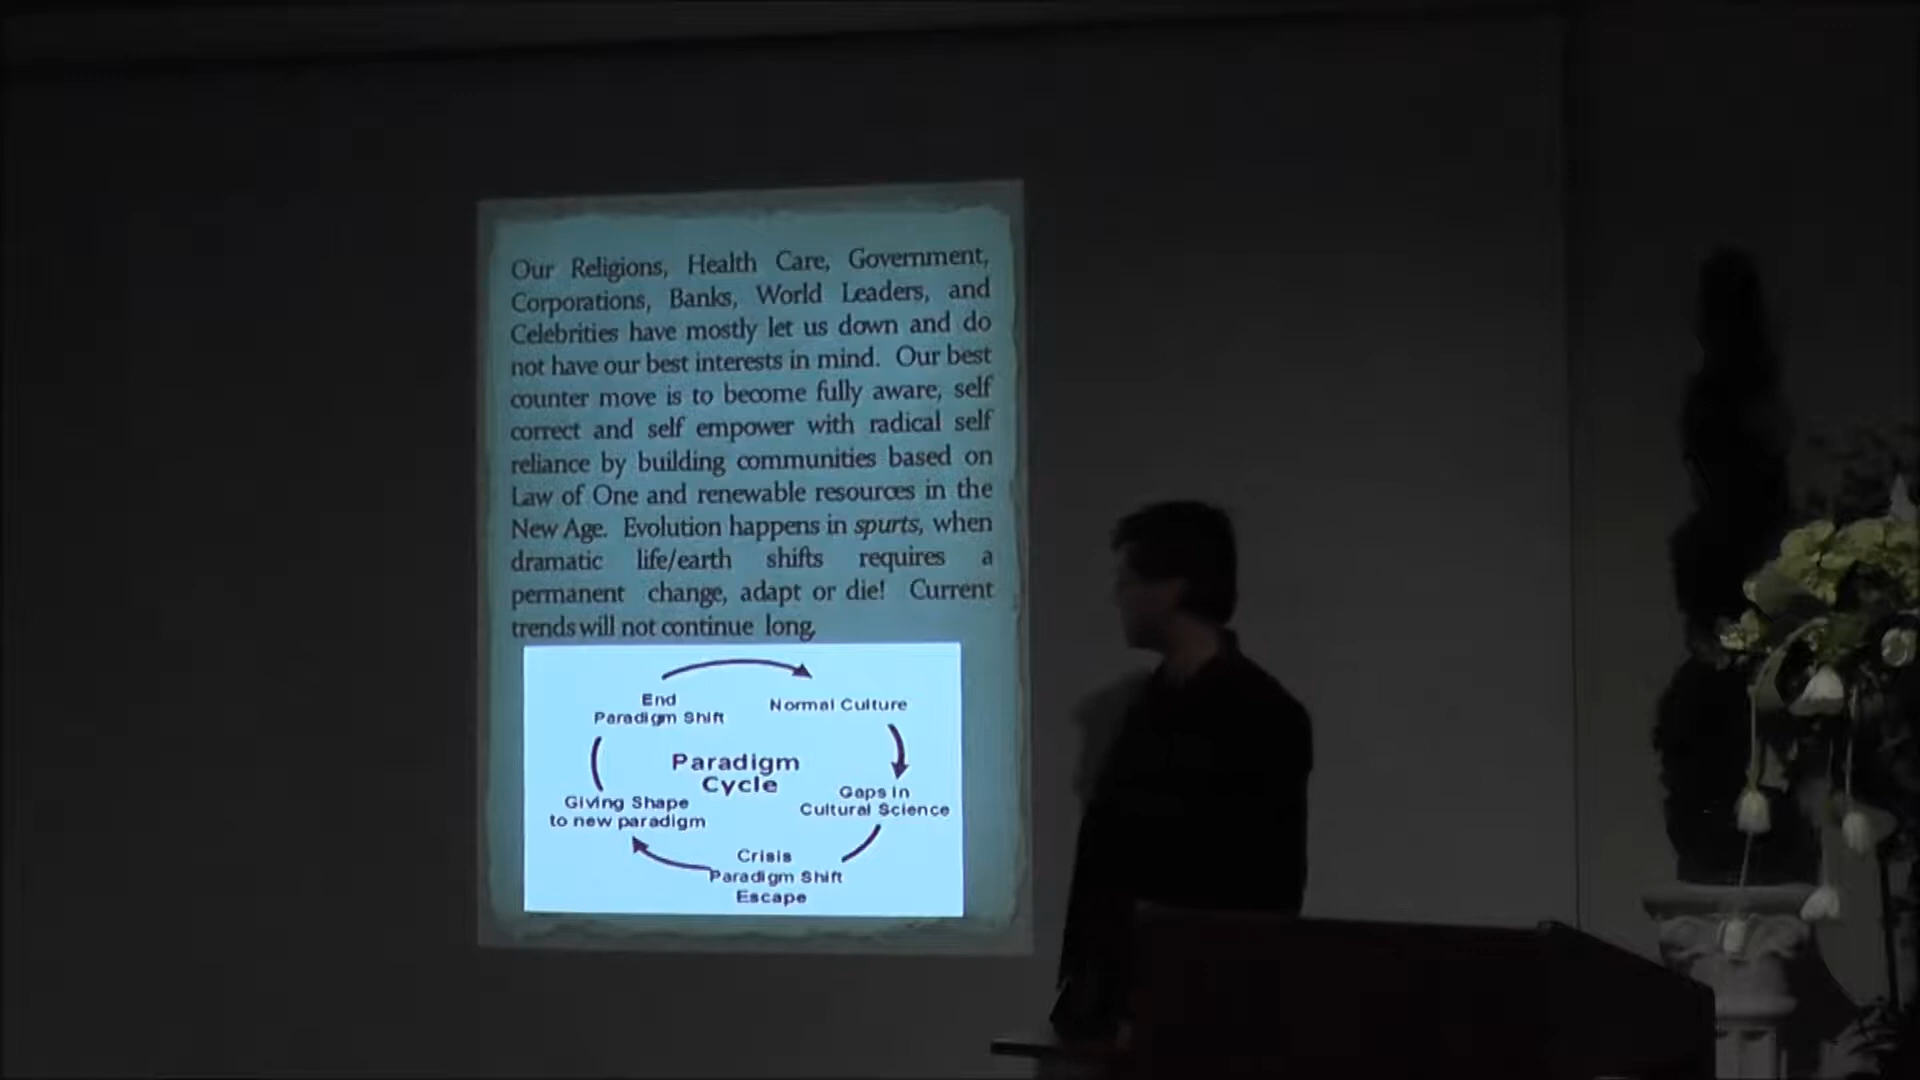 Our Religions, Health Care, Government,
Corporations, Banks, World Leaders, and
Celebrities have mostly let us down and do
not have our best interests in mind. Our best
counter move is to become fully aware, self
correct and self empower with radical self
reliance by building communities based on
Law of One and renewable resources in the
New Age. Evolution happens in spurts, when
dramatic life/earth shifts requires a
permanent change, adapt or die! Current
trends will not continue long.
End
Paradigm Shift
Normal Culture
Paradigm
Cycle
Gaps in
Cultural Science
Giving Shape
to new paradigm
Crisis
Paradigm Shift
Escape